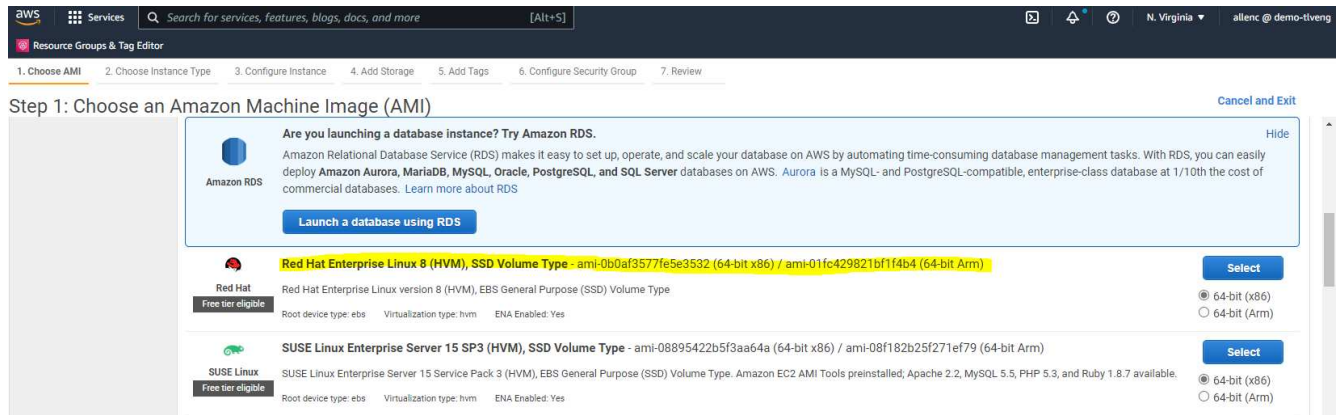 aws Services Search for services, features, blogs, docs, and more [Alt+S] N. Virginia ▼ allenc @ demo-tlveng
Resource Groups & Tag Editor
1. Choose AMI 2. Choose Instance Type 3. Configure Instance 4. Add Storage 5. Add Tags 6. Configure Security Group 7. Review
Step 1: Choose an Amazon Machine Image (AMI) Cancel and Exit
Are you launching a database instance? Try Amazon RDS. Hide
Amazon RDS
Amazon Relational Database Service (RDS) makes it easy to set up, operate, and scale your database on AWS by automating time-consuming database management tasks. With RDS, you can easily
deploy Amazon Aurora, MariaDB, MySQL, Oracle, PostgreSQL, and SQL Server databases on AWS. Aurora is a MySQL- and PostgreSQL-compatible, enterprise-class database at 1/10th the cost of
commercial databases. Learn more about RDS
Launch a database using RDS
Red Hat Enterprise Linux 8 (HVM), SSD Volume Type - ami-0b0af3577fe5e3532 (64-bit x86) / ami-01fc429821bf1f4b4 (64-bit Arm)
Select
Red Hat
Free tier eligible
Red Hat Enterprise Linux version 8 (HVM), EBS General Purpose (SSD) Volume Type
64-bit (x86)
Root device type: ebs Virtualization type: hvm ENA Enabled: Yes
64-bit (Arm)
SUSE Linux Enterprise Server 15 SP3 (HVM), SSD Volume Type - ami-08895422b5f3aa64a (64-bit x86) / ami-08f182b25f271ef79 (64-bit Arm)
Select
SUSE Linux
Free tier eligible
SUSE Linux Enterprise Server 15 Service Pack 3 (HVM), EBS General Purpose (SSD) Volume Type. Amazon EC2 AMI Tools preinstalled; Apache 2.2, MySQL 5.5, PHP 5.3, and Ruby 1.8.7 available.
64-bit (x86)
Root device type: ebs Virtualization type: hvm ENA Enabled: Yes
64-bit (Arm)